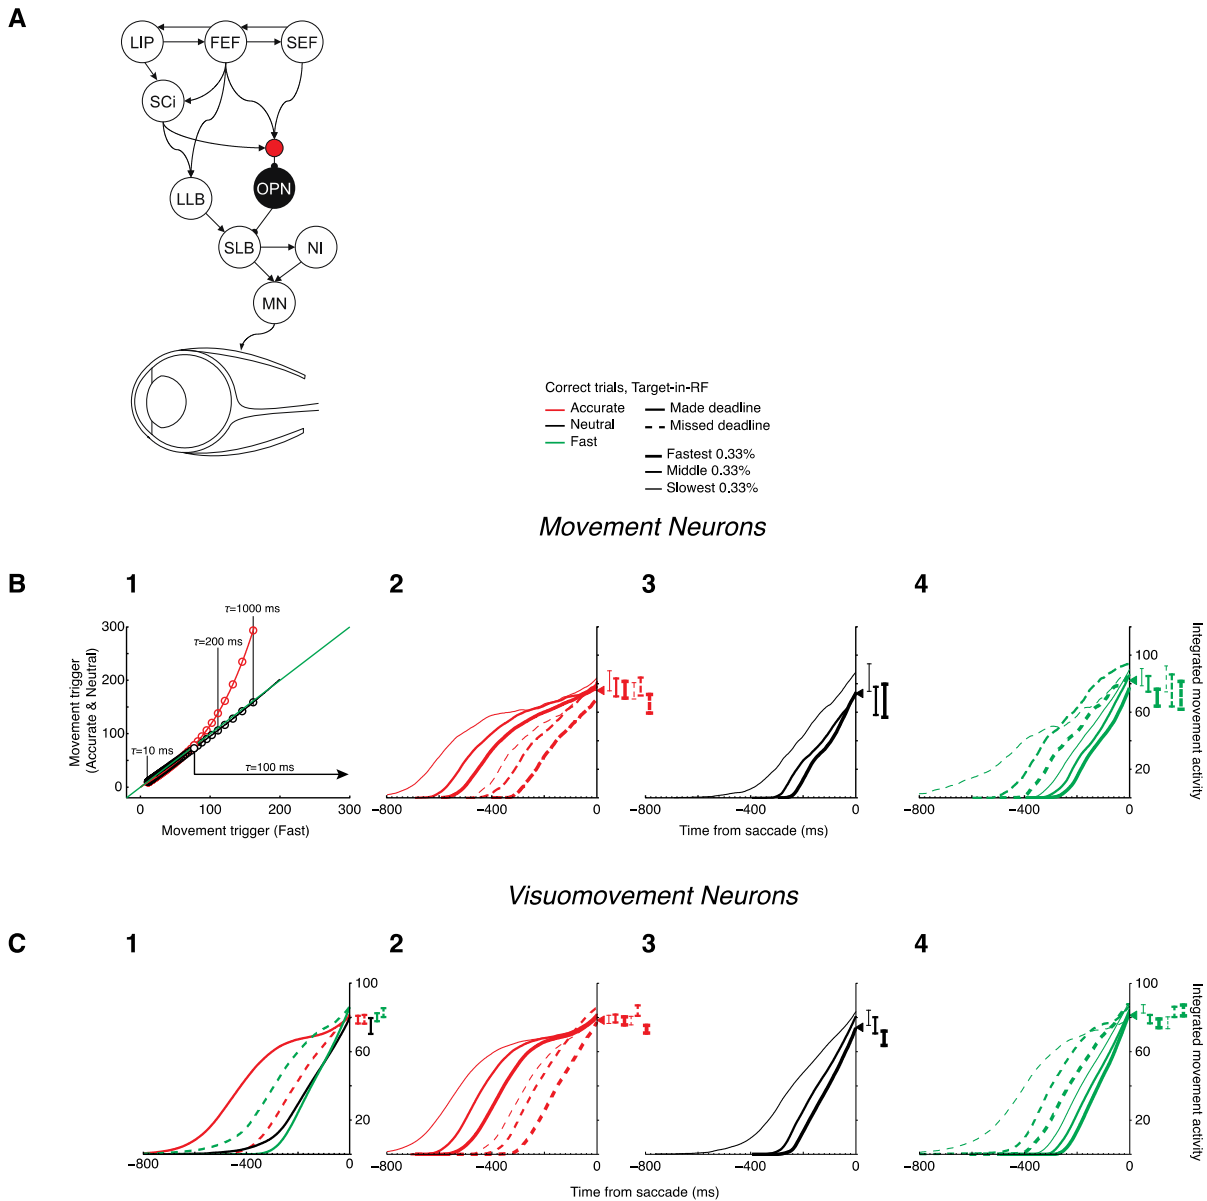 A
LIP
FEF
SEF
SCi
LLB
OPN
SLB
NI
MN
Correct trials, Target-in-RF
Accurate
Neutral
Fast
Made deadline
Missed deadline
Fastest 0.33%
Middle 0.33%
Slowest 0.33%
Movement Neurons
B
1
2
3
4
Movement trigger
(Accurate & Neutral)
300
200
100
0
τ=1000 ms
τ=200 ms
τ=10 ms
τ=100 ms
0
100
200
300
Movement trigger (Fast)
−800
−400
0
−800
−400
0
Time from saccade (ms)
−800
−400
0
100
60
20
Integrated movement activity
Visuomovement Neurons
C
1
2
3
4
100
60
20
−800
−400
0
−800
−400
0
−800
−400
0
−800
−400
0
100
60
20
Integrated movement activity
Time from saccade (ms)